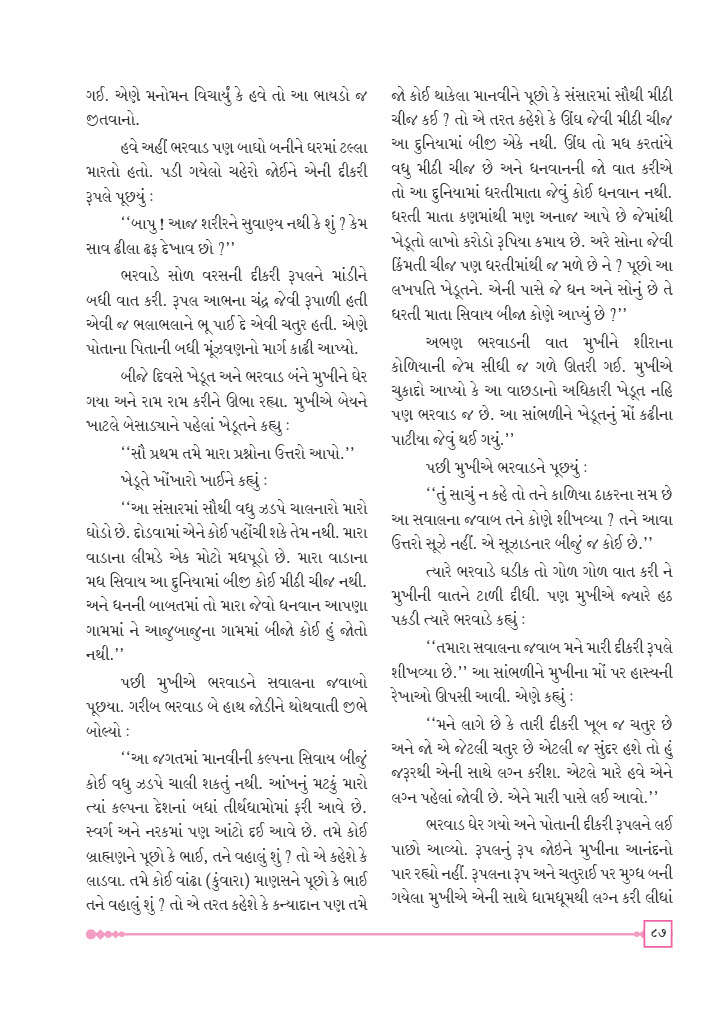 ગઈ. એણે મનોમન વિચાર્યું કે હવે તો આ ભાયડો જ
જીતવાનો.
હવે અહીં ભરવાડ પણ બાઘો બનીને ઘરમાં ટલ્લા
મારતો હતો. પડી ગયેલો ચહેરો જોઈને એની દીકરી
રૂપલે પૂછયું :
‘‘બાપુ ! આજ શરીરને સુવાણ્ય નથી કે શું ? કેમ
સાવ ઢીલા ઢફ દેખાવ છો ?’’
ભરવાડે સોળ વરસની દીકરી રૂપલને માંડીને
બધી વાત કરી. રૂપલ આભના ચંદ્ર જેવી રૂપાળી હતી
એવી જ ભલાભલાને ભૂ પાઈ દે એવી ચતુર હતી. એણે
પોતાના પિતાની બધી મૂંઝવણનો માર્ગ કાઢી આપ્યો.
બીજે દિવસે ખેડૂત અને ભરવાડ બંને મુખીને ઘેર
ગયા અને રામ રામ કરીને ઊભા રહ્યા. મુખીએ બેયને
ખાટલે બેસાડ્યાને પહેલાં ખેડૂતને કહ્યુ :
‘‘સૌ પ્રથમ તમે મારા પ્રશ્નોના ઉત્તરો આપો.’’
ખેડૂતે ખોંખારો ખાઈને કહ્યું :
‘‘આ સંસારમાં સૌથી વધુ ઝડપે ચાલનારો મારો
ઘોડો છે. દોડવામાં એને કોઈ પહોંચી શકે તેમ નથી. મારા
વાડાના લીમડે એક મોટો મધપૂડો છે. મારા વાડાના
મધ સિવાય આ દુનિયામાં બીજી કોઈ મીઠી ચીજ નથી.
અને ધનની બાબતમાં તો મારા જેવો ધનવાન આપણા
ગામમાં ને આજુબાજુના ગામમાં બીજો કોઈ હું જોતો
નથી.’’
પછી મુખીએ ભરવાડને સવાલના જવાબો
પૂછયા. ગરીબ ભરવાડ બે હાથ જોડીને થોથવાતી જીભે
બોલ્યો :
‘‘આ જગતમાં માનવીની કલ્પના સિવાય બીજું
કોઈ વધુ ઝડપે ચાલી શકતું નથી. આંખનું મટકું મારો
ત્યાં કલ્પના દેશનાં બધાં તીર્થધામોમાં ફરી આવે છે.
સ્વર્ગ અને નરકમાં પણ આંટો દઈ આવે છે. તમે કોઈ
બ્રાહ્મણને પૂછો કે ભાઈ, તને વહાલું શું ? તો એ કહેશે કે
લાડવા. તમે કોઈ વાંઢા (કુંવારા) માણસને પૂછો કે ભાઈ
તને વહાલું શું ? તો એ તરત કહેશે કે કન્યાદાન પણ તમે
જો કોઈ થાકેલા માનવીને પૂછો કે સંસારમાં સૌથી મીઠી
ચીજ કઈ ? તો એ તરત કહેશે કે ઊંઘ જેવી મીઠી ચીજ
આ દુનિયામાં બીજી એકે નથી. ઊંઘ તો મધ કરતાંયે
વધુ મીઠી ચીજ છે અને ધનવાનની જો વાત કરીએ
તો આ દુનિયામાં ધરતીમાતા જેવું કોઈ ધનવાન નથી.
ધરતી માતા કણમાંથી મણ અનાજ આપે છે જેમાંથી
ખેડૂતો લાખો કરોડો રૂપિયા કમાય છે. અરે સોના જેવી
કિંમતી ચીજ પણ ધરતીમાંથી જ મળે છે ને ? પૂછો આ
લખપતિ ખેડૂતને. એની પાસે જે ધન અને સોનું છે તે
ધરતી માતા સિવાય બીજા કોણે આપ્યું છે ?’’
અભણ ભરવાડની વાત મુખીને શીરાના
કોળિયાની જેમ સીધી જ ગળે ઊતરી ગઈ. મુખીએ
ચુકાદો આપ્યો કે આ વાછડાનો અધિકારી ખેડૂત નહિ
પણ ભરવાડ જ છે. આ સાંભળીને ખેડૂતનું મોં કઢીના
પાટીયા જેવું થઈ ગયું.’’
પછી મુખીએ ભરવાડને પૂછયું :
‘‘તું સાચું ન કહે તો તને કાળિયા ઠાકરના સમ છે
આ સવાલના જવાબ તને કોણે શીખવ્યા ? તને આવા
ઉત્તરો સૂઝે નહીં. એ સૂઝાડનાર બીજું જ કોઈ છે.’’
ત્યારે ભરવાડે ઘડીક તો ગોળ ગોળ વાત કરી ને
મુખીની વાતને ટાળી દીધી. પણ મુખીએ જ્યારે હઠ
પકડી ત્યારે ભરવાડે કહ્યું :
‘‘તમારા સવાલના જવાબ મને મારી દીકરી રૂપલે
શીખવ્યા છે.’’ આ સાંભળીને મુખીના મોં પર હાસ્યની
રેખાઓ ઊપસી આવી. એણે કહ્યું :
‘‘મને લાગે છે કે તારી દીકરી ખૂબ જ ચતુર છે
અને જો એ જેટલી ચતુર છે એટલી જ સુંદર હશે તો હું
જરૂરથી એની સાથે લગ્ન કરીશ. એટલે મારે હવે એને
લગ્ન પહેલાં જોવી છે. એને મારી પાસે લઈ આવો.’’
ભરવાડ ઘેર ગયો અને પોતાની દીકરી રૂપલને લઈ
પાછો આવ્યો. રૂપલનું રૂપ જોઇને મુખીના આનંદનો
પાર રહ્યો નહીં. રૂપલના રૂપ અને ચતુરાઈ પર મુગ્ધ બની
ગયેલા મુખીએ એની સાથે ધામધૂમથી લગ્ન કરી લીધાં
૮૭